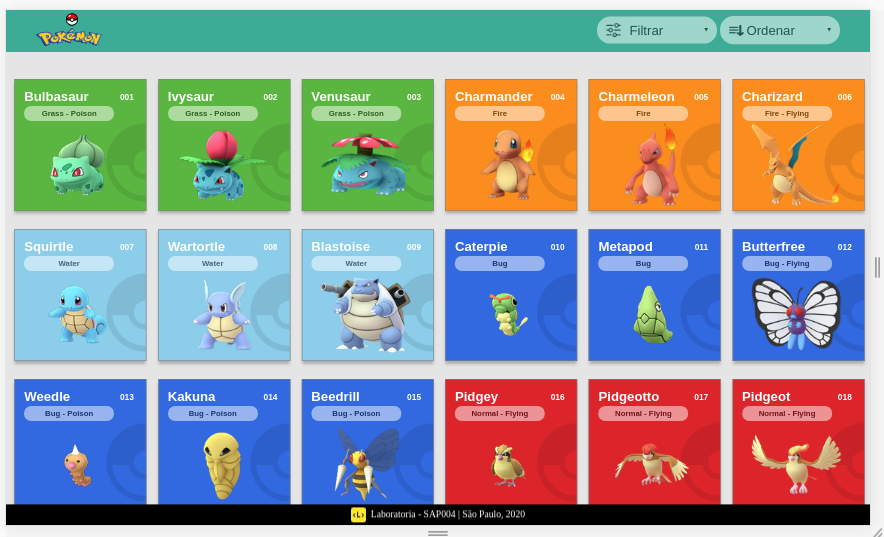 POKéMON
Filtrar
Ordenar
Bulbasaur 001
Grass - Poison
Ivysaur 002
Grass - Poison
Venusaur 003
Grass - Poison
Charmander 004
Fire
Charmeleon 005
Fire
Charizard 006
Fire - Flying
Squirtle 007
Water
Wartortle 008
Water
Blastoise 009
Water
Caterpie 010
Bug
Metapod 011
Bug
Butterfree 012
Bug - Flying
Weedle 013
Bug - Poison
Kakuna 014
Bug - Poison
Beedrill 015
Bug - Poison
Pidgey 016
Normal - Flying
Pidgeotto 017
Normal - Flying
Pidgeot 018
Normal - Flying
‹L› Laboratoria - SAP004 | São Paulo, 2020